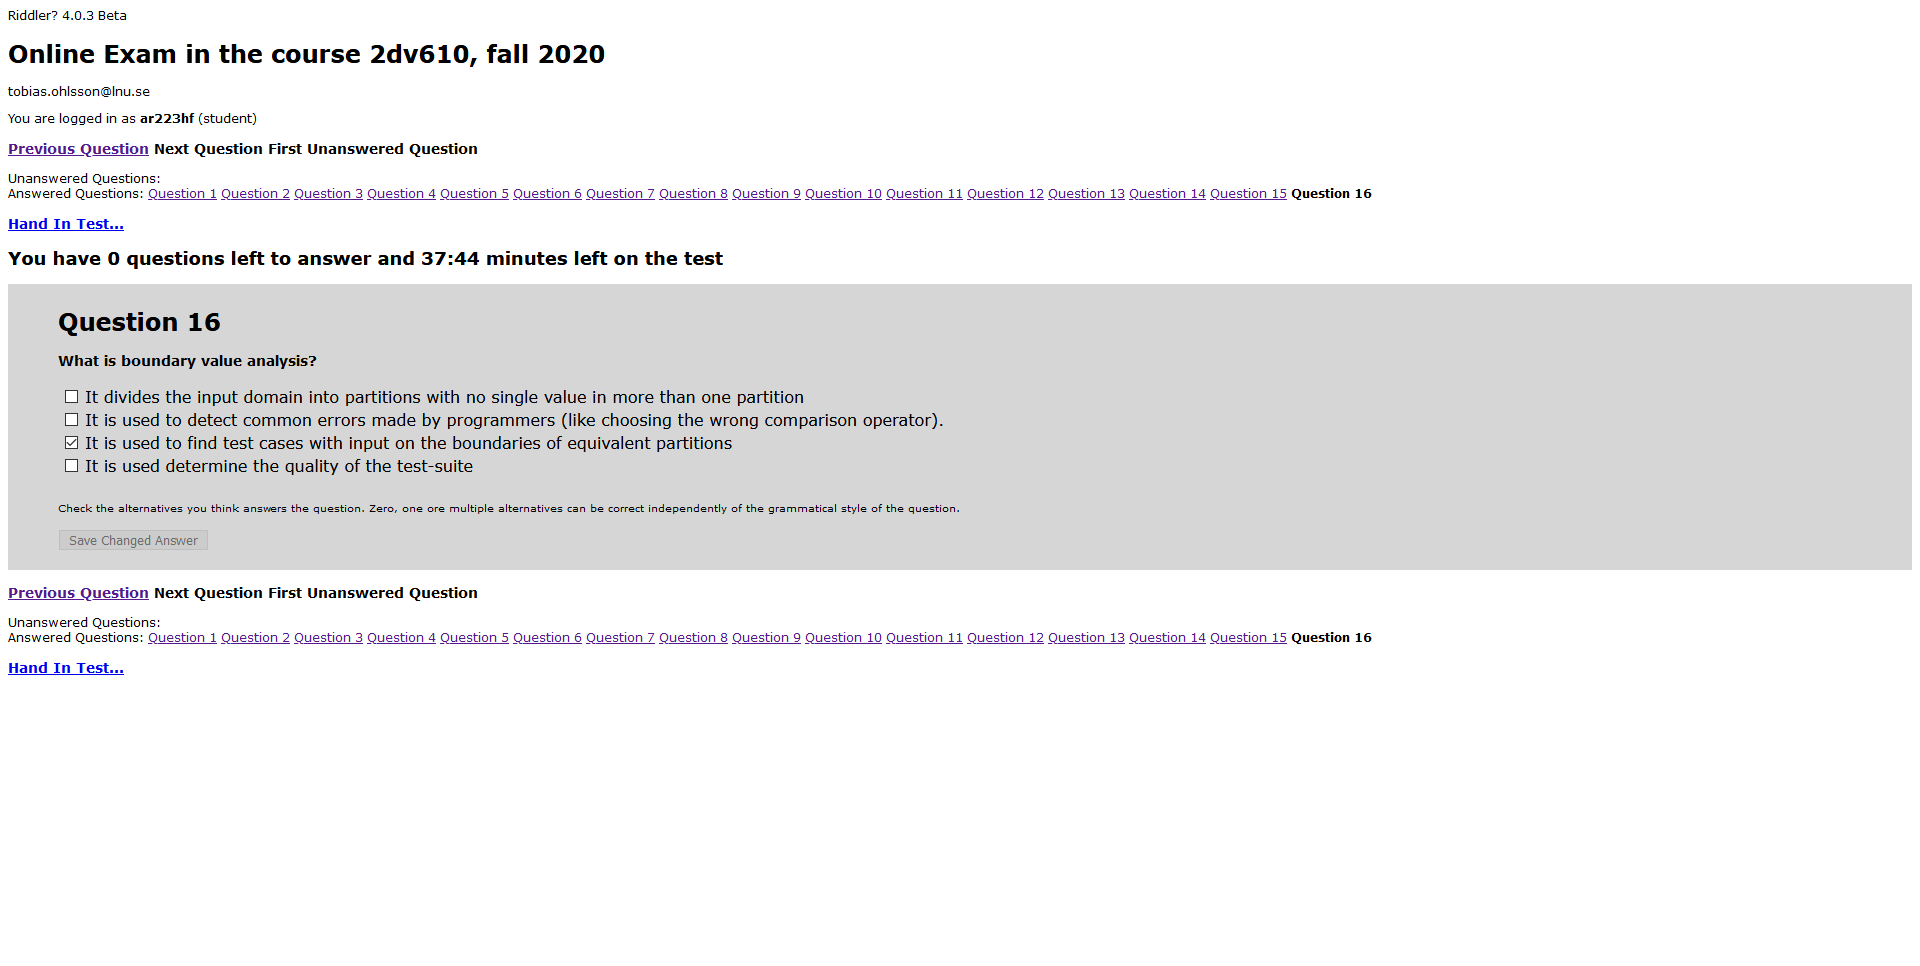 Riddler? 4.0.3 Beta
Online Exam in the course 2dv610, fall 2020
tobias.ohlsson@lnu.se
You are logged in as ar223hf (student)
Previous Question Next Question First Unanswered Question
Unanswered Questions:
Answered Questions: Question 1 Question 2 Question 3 Question 4 Question 5 Question 6 Question 7 Question 8 Question 9 Question 10 Question 11 Question 12 Question 13 Question 14 Question 15 Question 16
Hand In Test...
You have 0 questions left to answer and 37:44 minutes left on the test
Question 16
What is boundary value analysis?
It divides the input domain into partitions with no single value in more than one partition
It is used to detect common errors made by programmers (like choosing the wrong comparison operator).
It is used to find test cases with input on the boundaries of equivalent partitions
It is used determine the quality of the test-suite
Check the alternatives you think answers the question. Zero, one ore multiple alternatives can be correct independently of the grammatical style of the question.
Save Changed Answer
Previous Question Next Question First Unanswered Question
Unanswered Questions:
Answered Questions: Question 1 Question 2 Question 3 Question 4 Question 5 Question 6 Question 7 Question 8 Question 9 Question 10 Question 11 Question 12 Question 13 Question 14 Question 15 Question 16
Hand In Test...